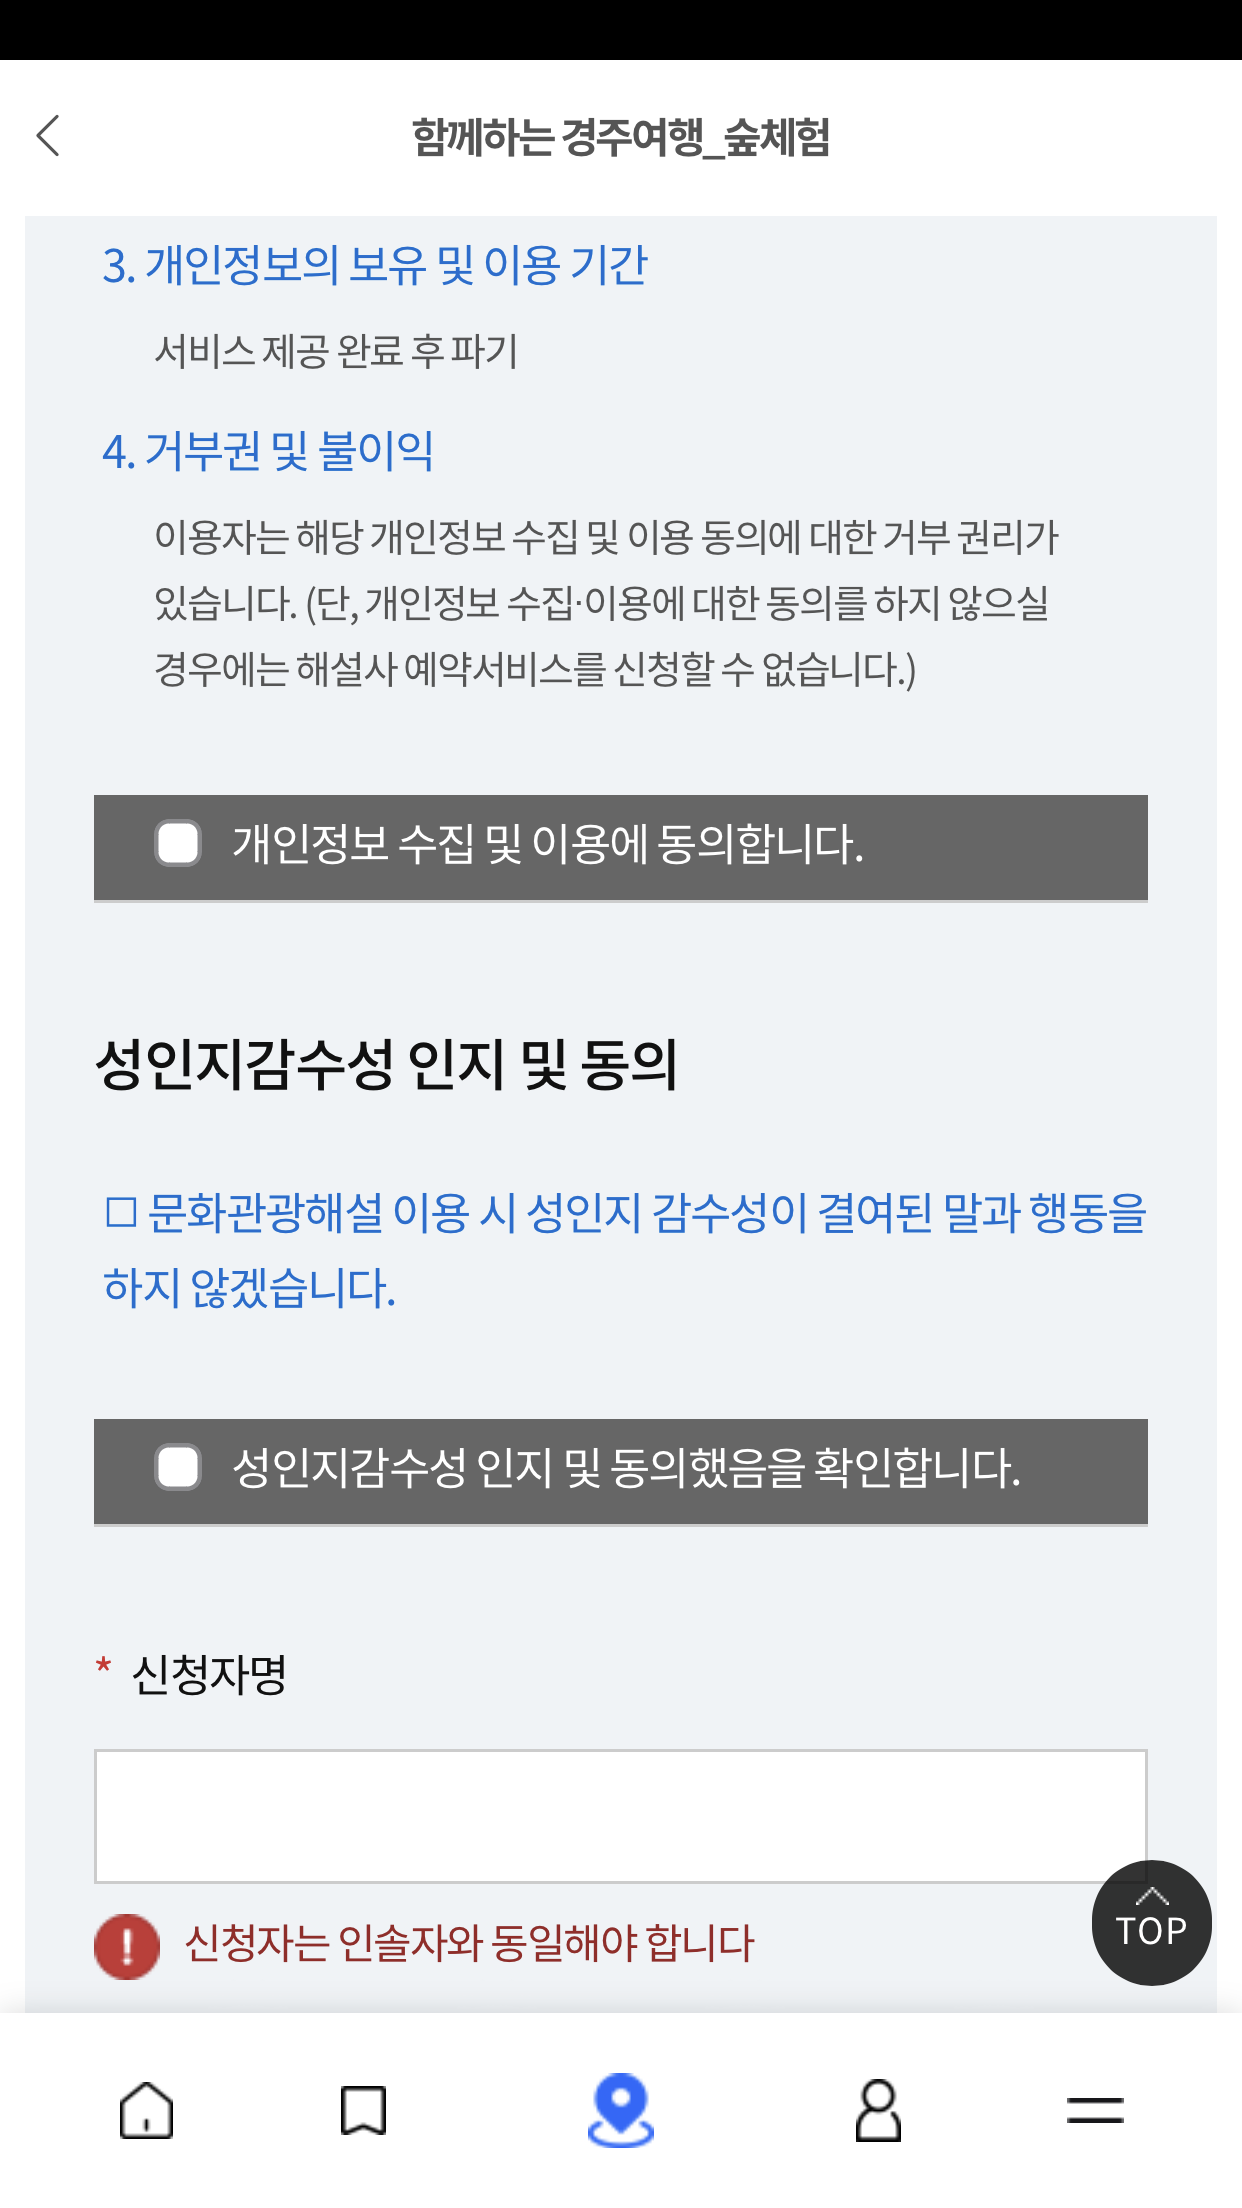 함께하는 경주여행_숲체험
3. 개인정보의 보유 및 이용 기간
서비스 제공 완료 후 파기
4. 거부권 및 불이익
이용자는 해당 개인정보 수집 및 이용 동의에 대한 거부 권리가
있습니다. (단, 개인정보 수집·이용에 대한 동의를 하지 않으실
경우에는 해설사 예약서비스를 신청할 수 없습니다.)
개인정보 수집 및 이용에 동의합니다.
성인지감수성 인지 및 동의
□ 문화관광해설 이용 시 성인지 감수성이 결여된 말과 행동을
하지 않겠습니다.
성인지감수성 인지 및 동의했음을 확인합니다.
* 신청자명
신청자는 인솔자와 동일해야 합니다
TOP